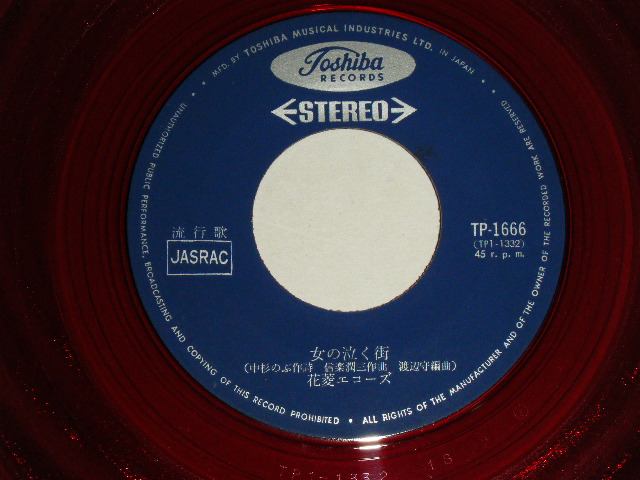 • MFD. BY TOSHIBA MUSICAL INDUSTRIES LTD. IN JAPAN •
Toshiba
RECORDS
STEREO
流行歌
JASRAC
TP-1666
(TP1-1332)
45 r.p.m.
女の泣く街
(中杉のぶ作詩 信楽潤三作曲 渡辺守編曲)
花菱エコーズ
UNAUTHORIZED PUBLIC PERFORMANCE, BROADCASTING AND COPYING OF THIS RECORD PROHIBITED • ALL RIGHTS OF THE MANUFACTURER AND OF THE OWNER OF THE RECORDED WORK ARE RESERVED